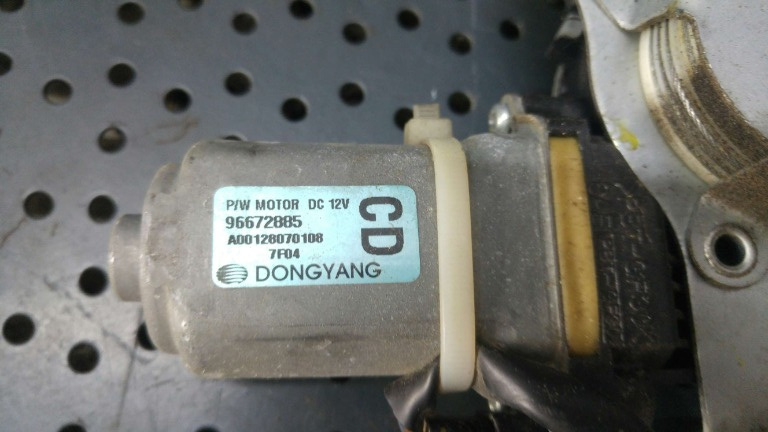 P/W MOTOR DC 12V
96672885
A00128070108
7F04
CD
DONGYANG